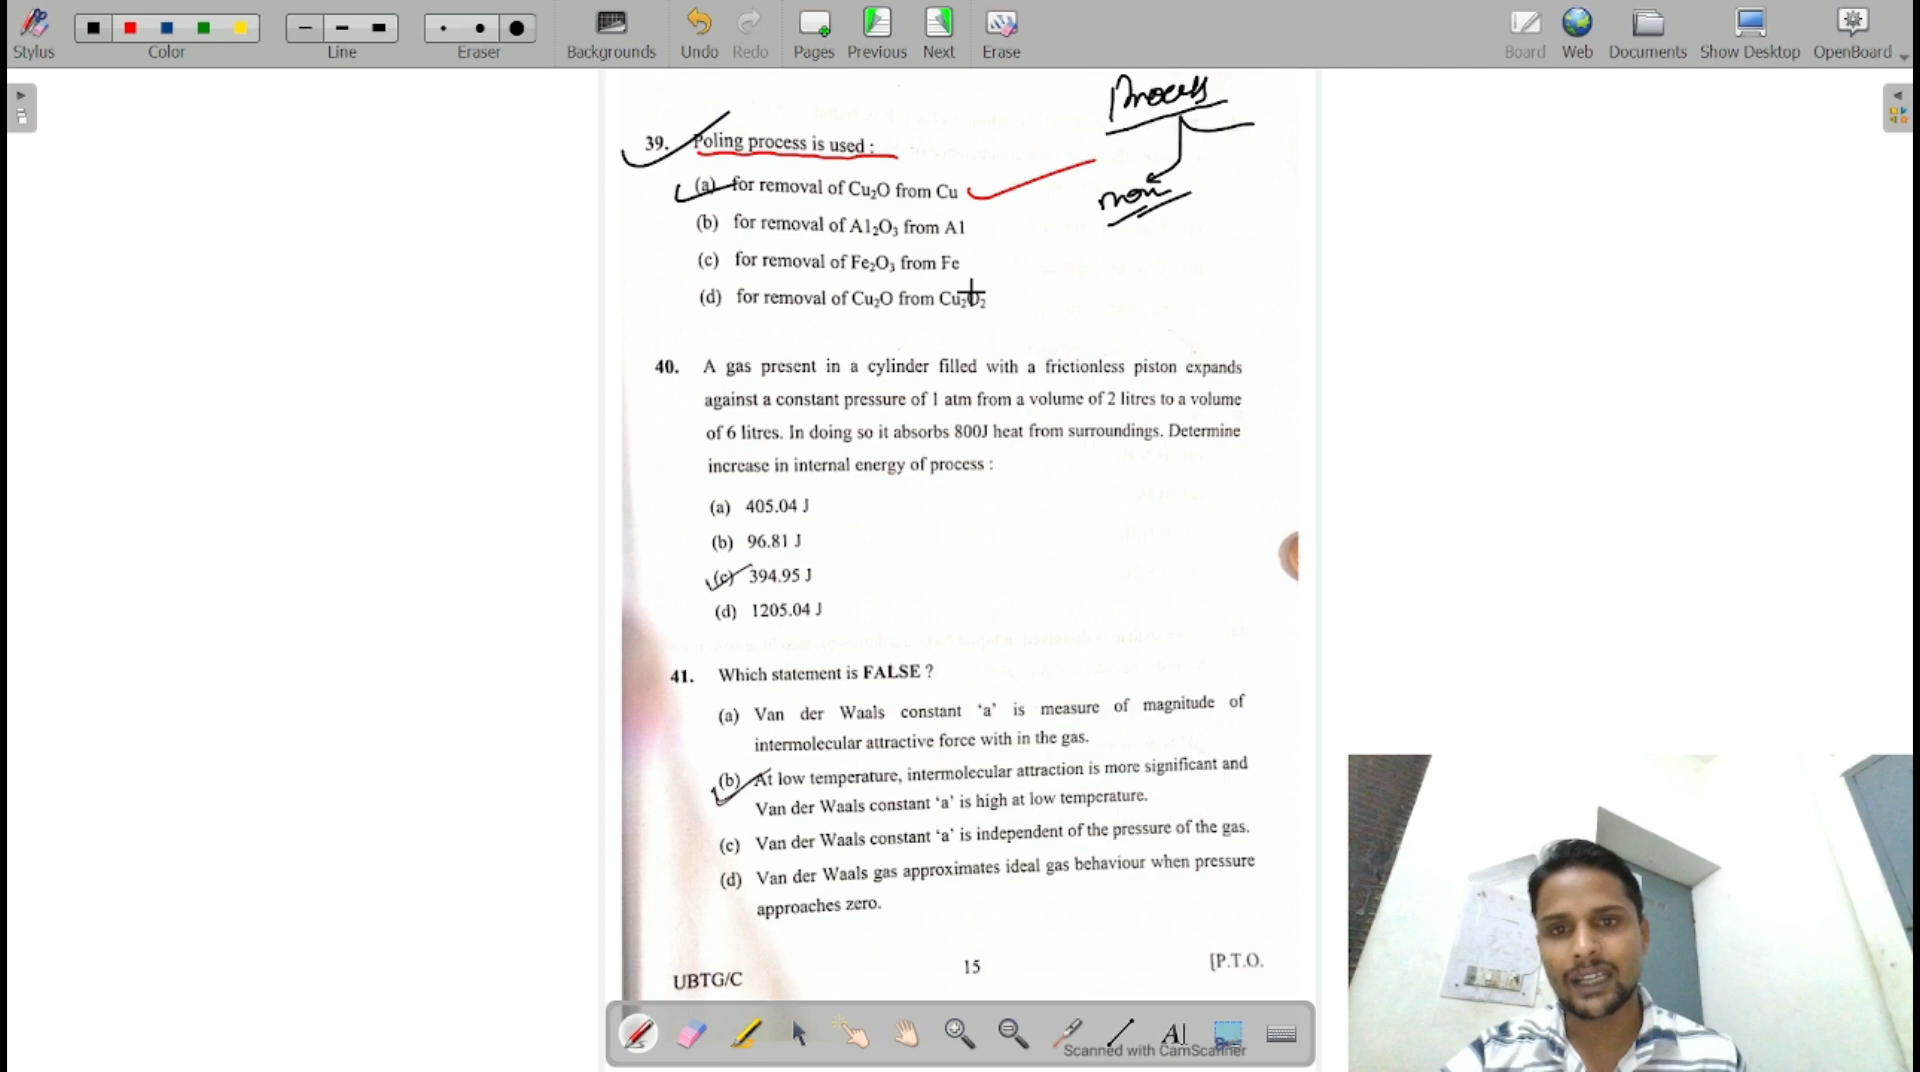 Stylus
Color
Line
Eraser
Backgrounds
Undo
Redo
Pages
Previous
Next
Erase
Board
Web
Documents
Show Desktop
OpenBoard
Process
39. Poling process is used :
(a) for removal of Cu₂O from Cu
(b) for removal of Al₂O₃ from Al
(c) for removal of Fe₂O₃ from Fe
(d) for removal of Cu₂O from Cu₂O₂
40. A gas present in a cylinder filled with a frictionless piston expands
against a constant pressure of 1 atm from a volume of 2 litres to a volume
of 6 litres. In doing so it absorbs 800J heat from surroundings. Determine
increase in internal energy of process :
(a) 405.04 J
(b) 96.81 J
(c) 394.95 J
(d) 1205.04 J
41. Which statement is FALSE ?
(a) Van der Waals constant 'a' is measure of magnitude of
intermolecular attractive force with in the gas.
(b) At low temperature, intermolecular attraction is more significant and
Van der Waals constant 'a' is high at low temperature.
(c) Van der Waals constant 'a' is independent of the pressure of the gas.
(d) Van der Waals gas approximates ideal gas behaviour when pressure
approaches zero.
UBTG/C
15
[P.T.O.
Scanned with CamScanner